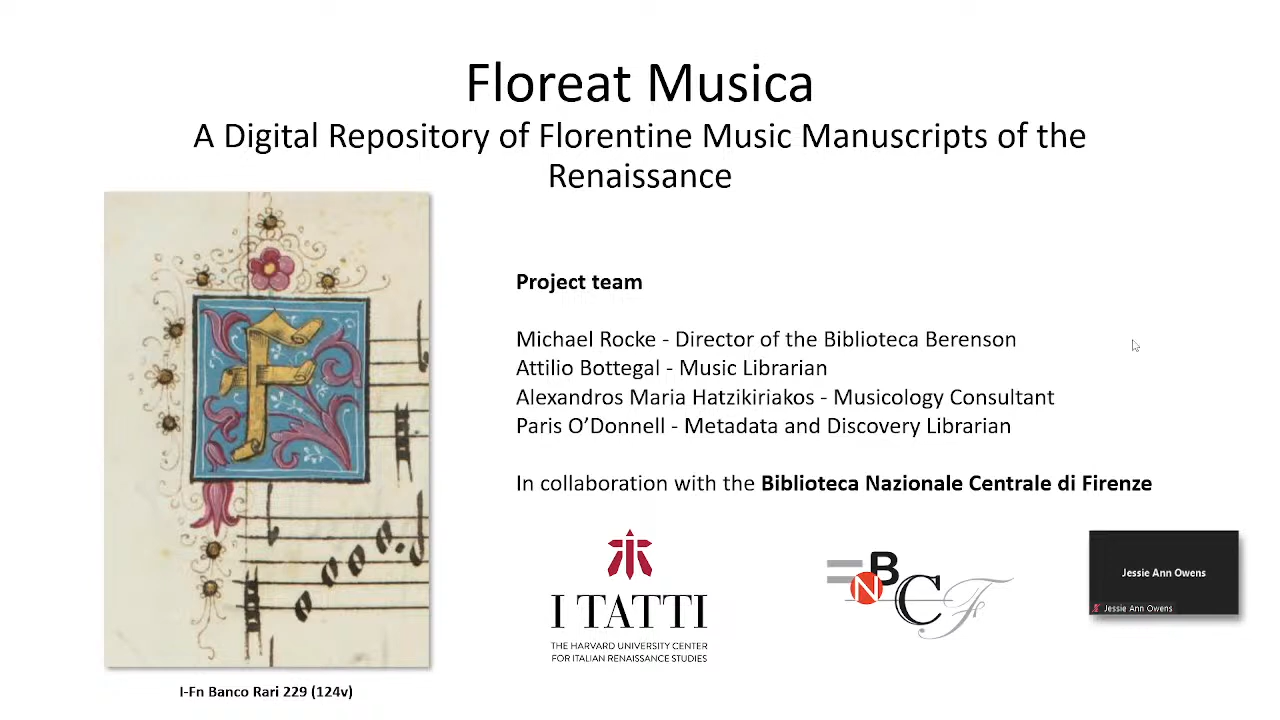 Floreat Musica
A Digital Repository of Florentine Music Manuscripts of the
Renaissance
Project team
Michael Rocke - Director of the Biblioteca Berenson
Attilio Bottegal - Music Librarian
Alexandros Maria Hatzikiriakos - Musicology Consultant
Paris O’Donnell - Metadata and Discovery Librarian
In collaboration with the Biblioteca Nazionale Centrale di Firenze
F
I TATTI
THE HARVARD UNIVERSITY CENTER
FOR ITALIAN RENAISSANCE STUDIES
BNCF
Jessie Ann Owens
Jessie Ann Owens
I-Fn Banco Rari 229 (124v)